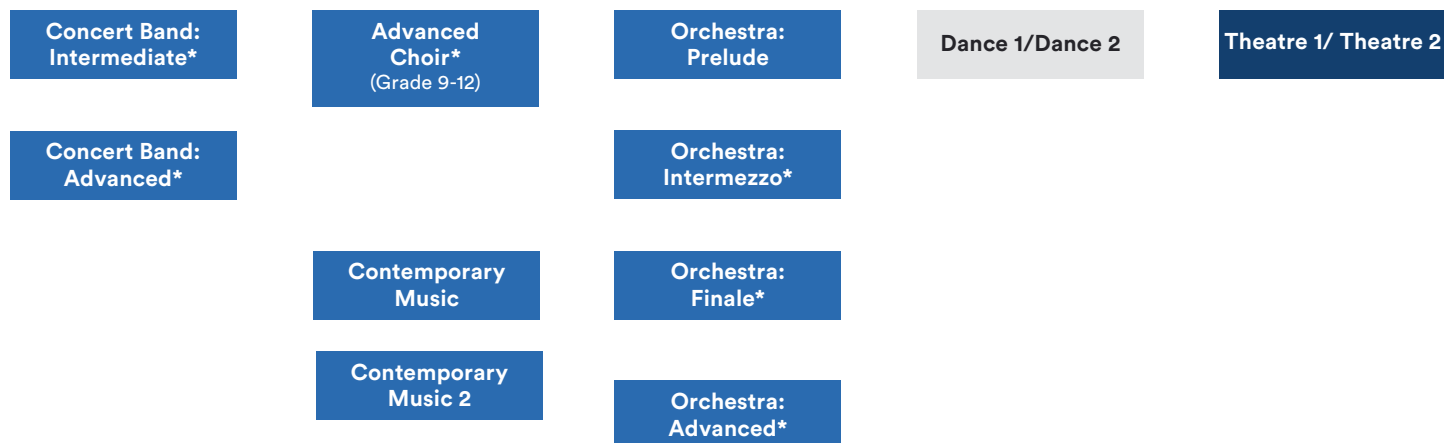 Concert Band:
Intermediate*
Advanced
Choir*
(Grade 9-12)
Orchestra:
Prelude
Dance 1/Dance 2
Theatre 1/ Theatre 2
Concert Band:
Advanced*
Orchestra:
Intermezzo*
Contemporary
Music
Orchestra:
Finale*
Contemporary
Music 2
Orchestra:
Advanced*